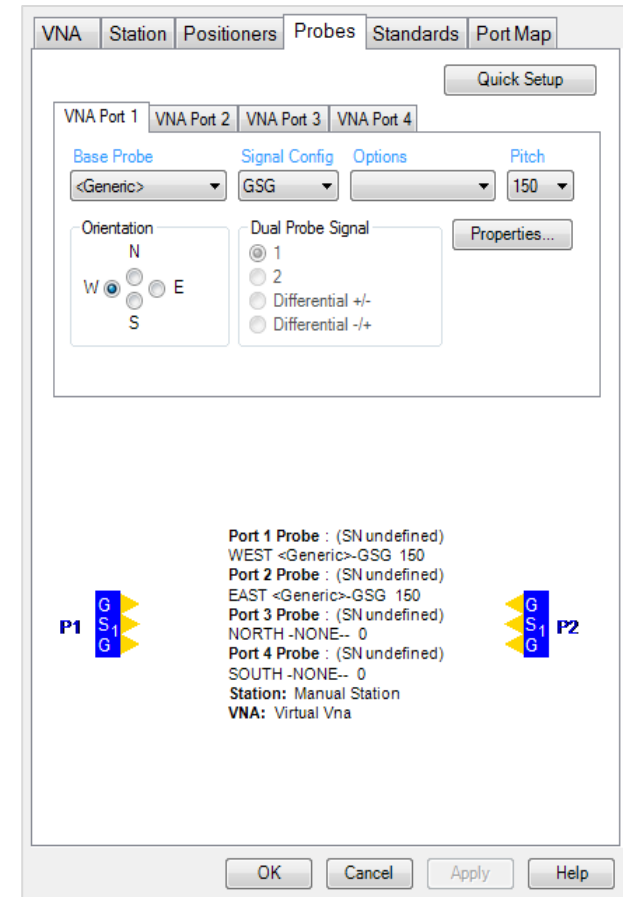 VNA Station Positioners Probes Standards Port Map
Quick Setup
VNA Port 1 VNA Port 2 VNA Port 3 VNA Port 4
Base Probe Signal Config Options Pitch
<Generic> GSG 150
Orientation Dual Probe Signal Properties...
N 1
W E 2
S Differential +/-
Differential -/+
Port 1 Probe : (SN undefined)
WEST <Generic>-GSG 150
Port 2 Probe : (SN undefined)
EAST <Generic>-GSG 150
Port 3 Probe : (SN undefined)
NORTH -NONE-- 0
Port 4 Probe : (SN undefined)
SOUTH -NONE-- 0
Station: Manual Station
VNA: Virtual Vna
G
P1 S1
G
G
S1 P2
G
OK Cancel Apply Help